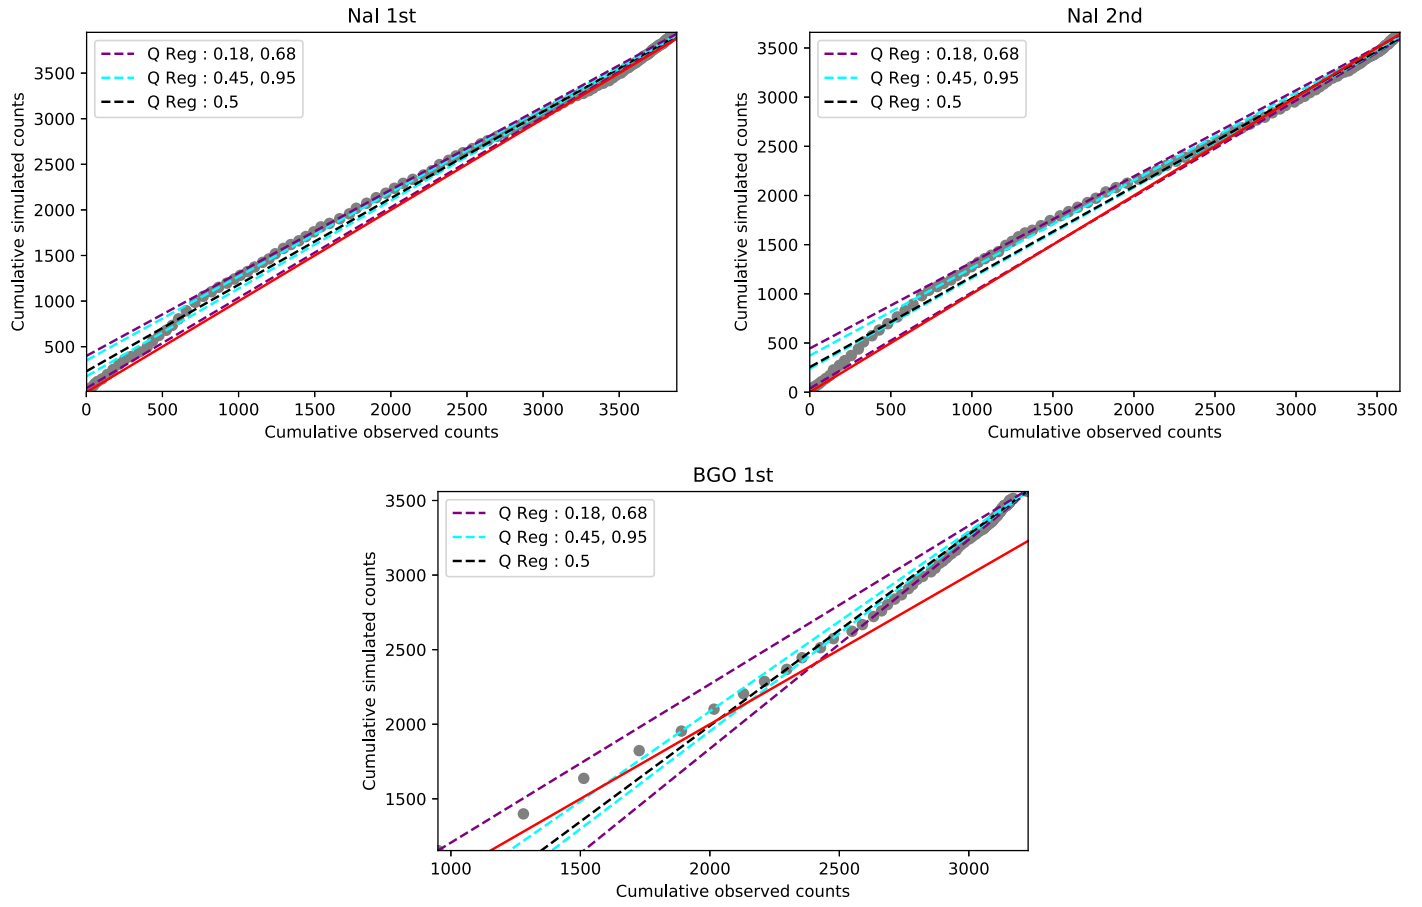 NaI 1st
Q Reg : 0.18, 0.68
Q Reg : 0.45, 0.95
Q Reg : 0.5
Cumulative simulated counts
3500
3000
2500
2000
1500
1000
500
0 500 1000 1500 2000 2500 3000 3500
Cumulative observed counts
NaI 2nd
Q Reg : 0.18, 0.68
Q Reg : 0.45, 0.95
Q Reg : 0.5
Cumulative simulated counts
3500
3000
2500
2000
1500
1000
500
0
0 500 1000 1500 2000 2500 3000 3500
Cumulative observed counts
BGO 1st
Q Reg : 0.18, 0.68
Q Reg : 0.45, 0.95
Q Reg : 0.5
Cumulative simulated counts
3500
3000
2500
2000
1500
1000 1500 2000 2500 3000
Cumulative observed counts